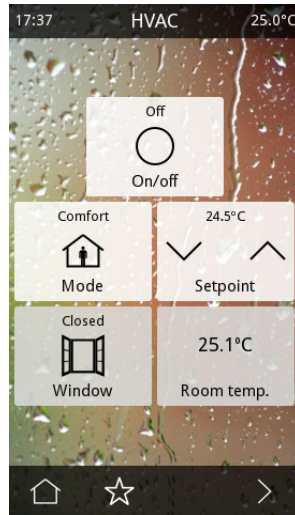 17:37 HVAC 25.0°C
Off
On/off
Comfort
Mode
24.5°C
Setpoint
Closed
Window
25.1°C
Room temp.